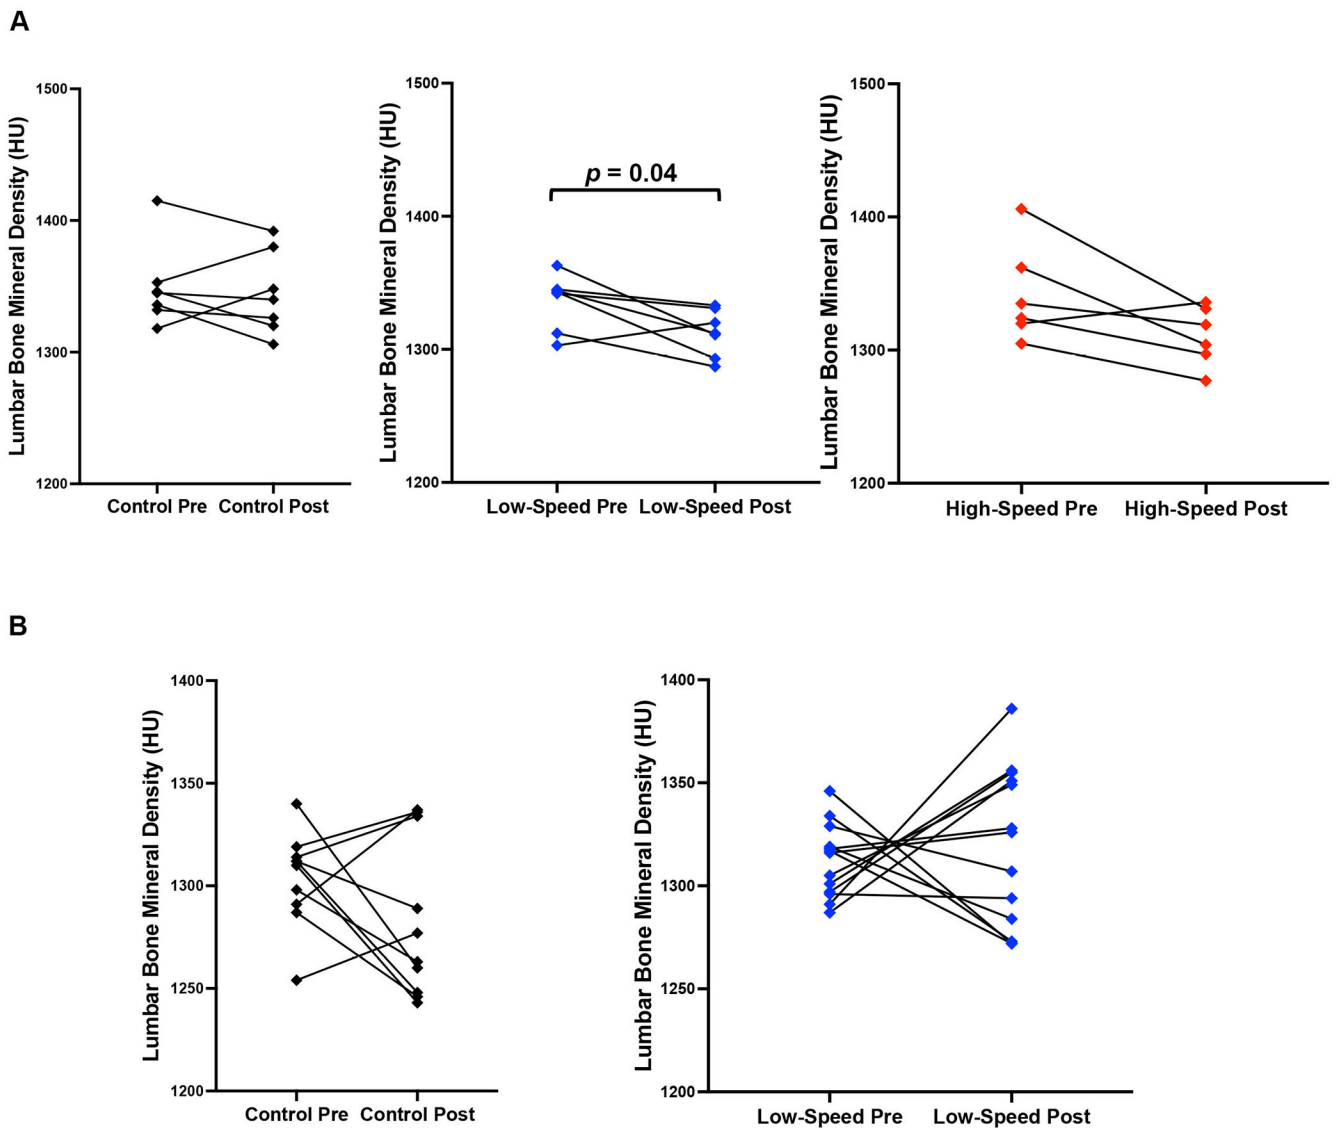 A
Lumbar Bone Mineral Density (HU)
1500
1400
1300
1200
Control Pre
Control Post
Lumbar Bone Mineral Density (HU)
1500
1400
1300
1200
p = 0.04
Low-Speed Pre
Low-Speed Post
Lumbar Bone Mineral Density (HU)
1500
1400
1300
1200
High-Speed Pre
High-Speed Post
B
Lumbar Bone Mineral Density (HU)
1400
1350
1300
1250
1200
Control Pre
Control Post
Lumbar Bone Mineral Density (HU)
1400
1350
1300
1250
1200
Low-Speed Pre
Low-Speed Post